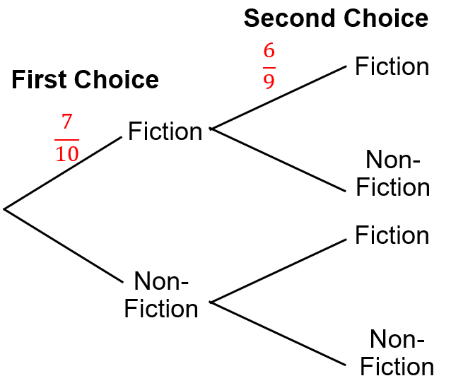 Second Choice
6
9
Fiction
First Choice
7
10
Fiction
Non-
Fiction
Fiction
Non-
Fiction
Non-
Fiction